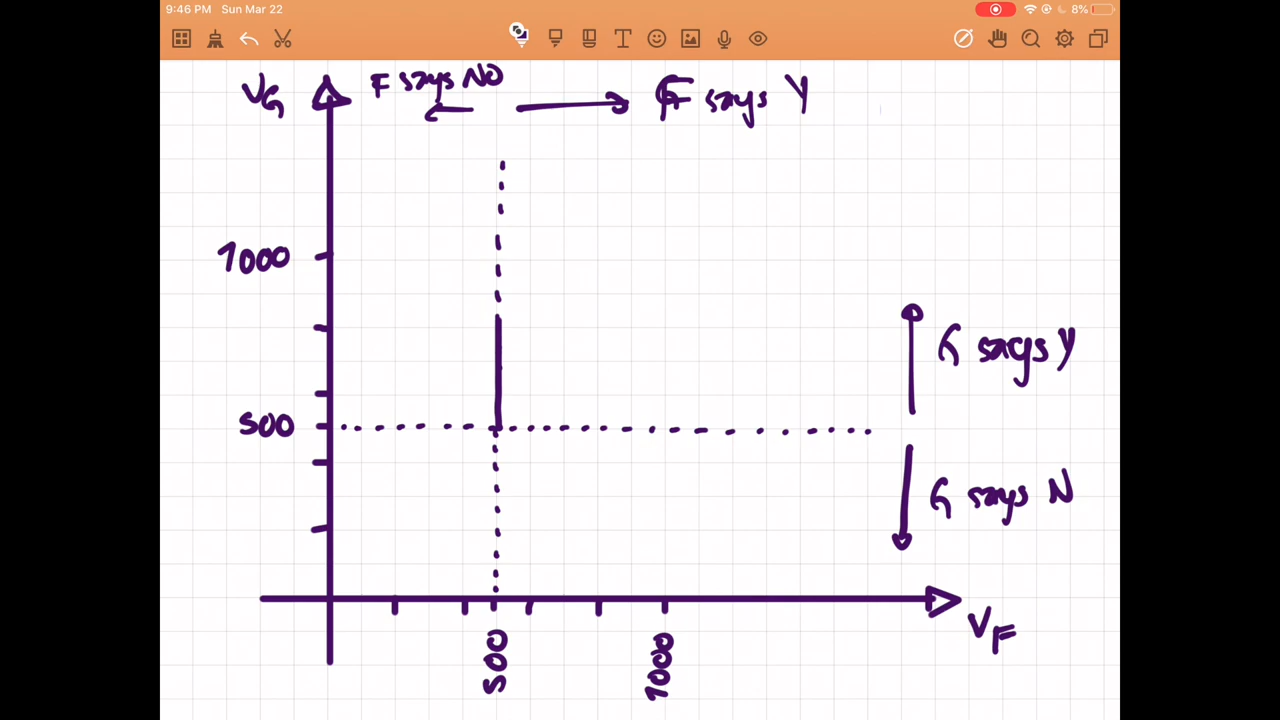 9:46 PM Sun Mar 22
8%
T
VG
F says NO
F says Y
1000
G says Y
500
G says N
500
1000
VF